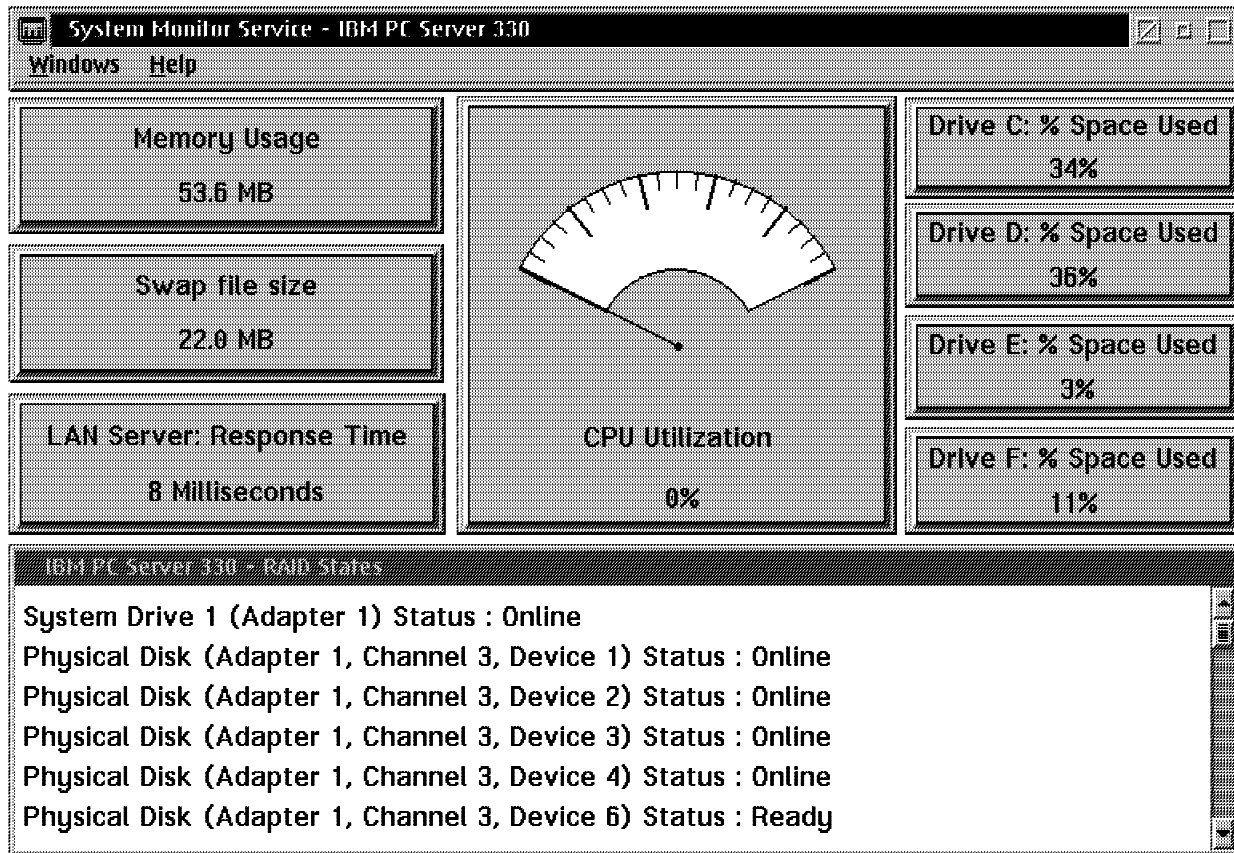 System Monitor Service - IBM PC Server 330
Windows Help
Memory Usage
53.6 MB
Swap file size
22.0 MB
LAN Server: Response Time
8 Milliseconds
CPU Utilization
0%
Drive C: % Space Used
34%
Drive D: % Space Used
36%
Drive E: % Space Used
3%
Drive F: % Space Used
11%
IBM PC Server 330 - RAID States
System Drive 1 (Adapter 1) Status : Online
Physical Disk (Adapter 1, Channel 3, Device 1) Status : Online
Physical Disk (Adapter 1, Channel 3, Device 2) Status : Online
Physical Disk (Adapter 1, Channel 3, Device 3) Status : Online
Physical Disk (Adapter 1, Channel 3, Device 4) Status : Online
Physical Disk (Adapter 1, Channel 3, Device 6) Status : Ready